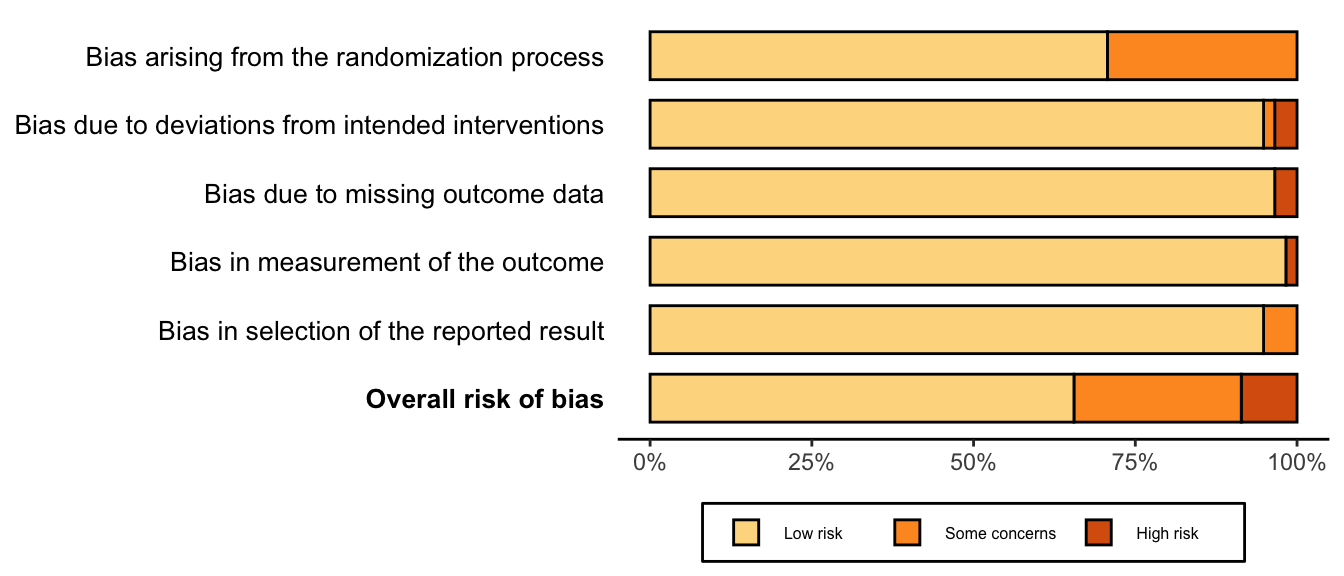 Bias arising from the randomization process
Bias due to deviations from intended interventions
Bias due to missing outcome data
Bias in measurement of the outcome
Bias in selection of the reported result
Overall risk of bias
0% 25% 50% 75% 100%
Low risk Some concerns High risk